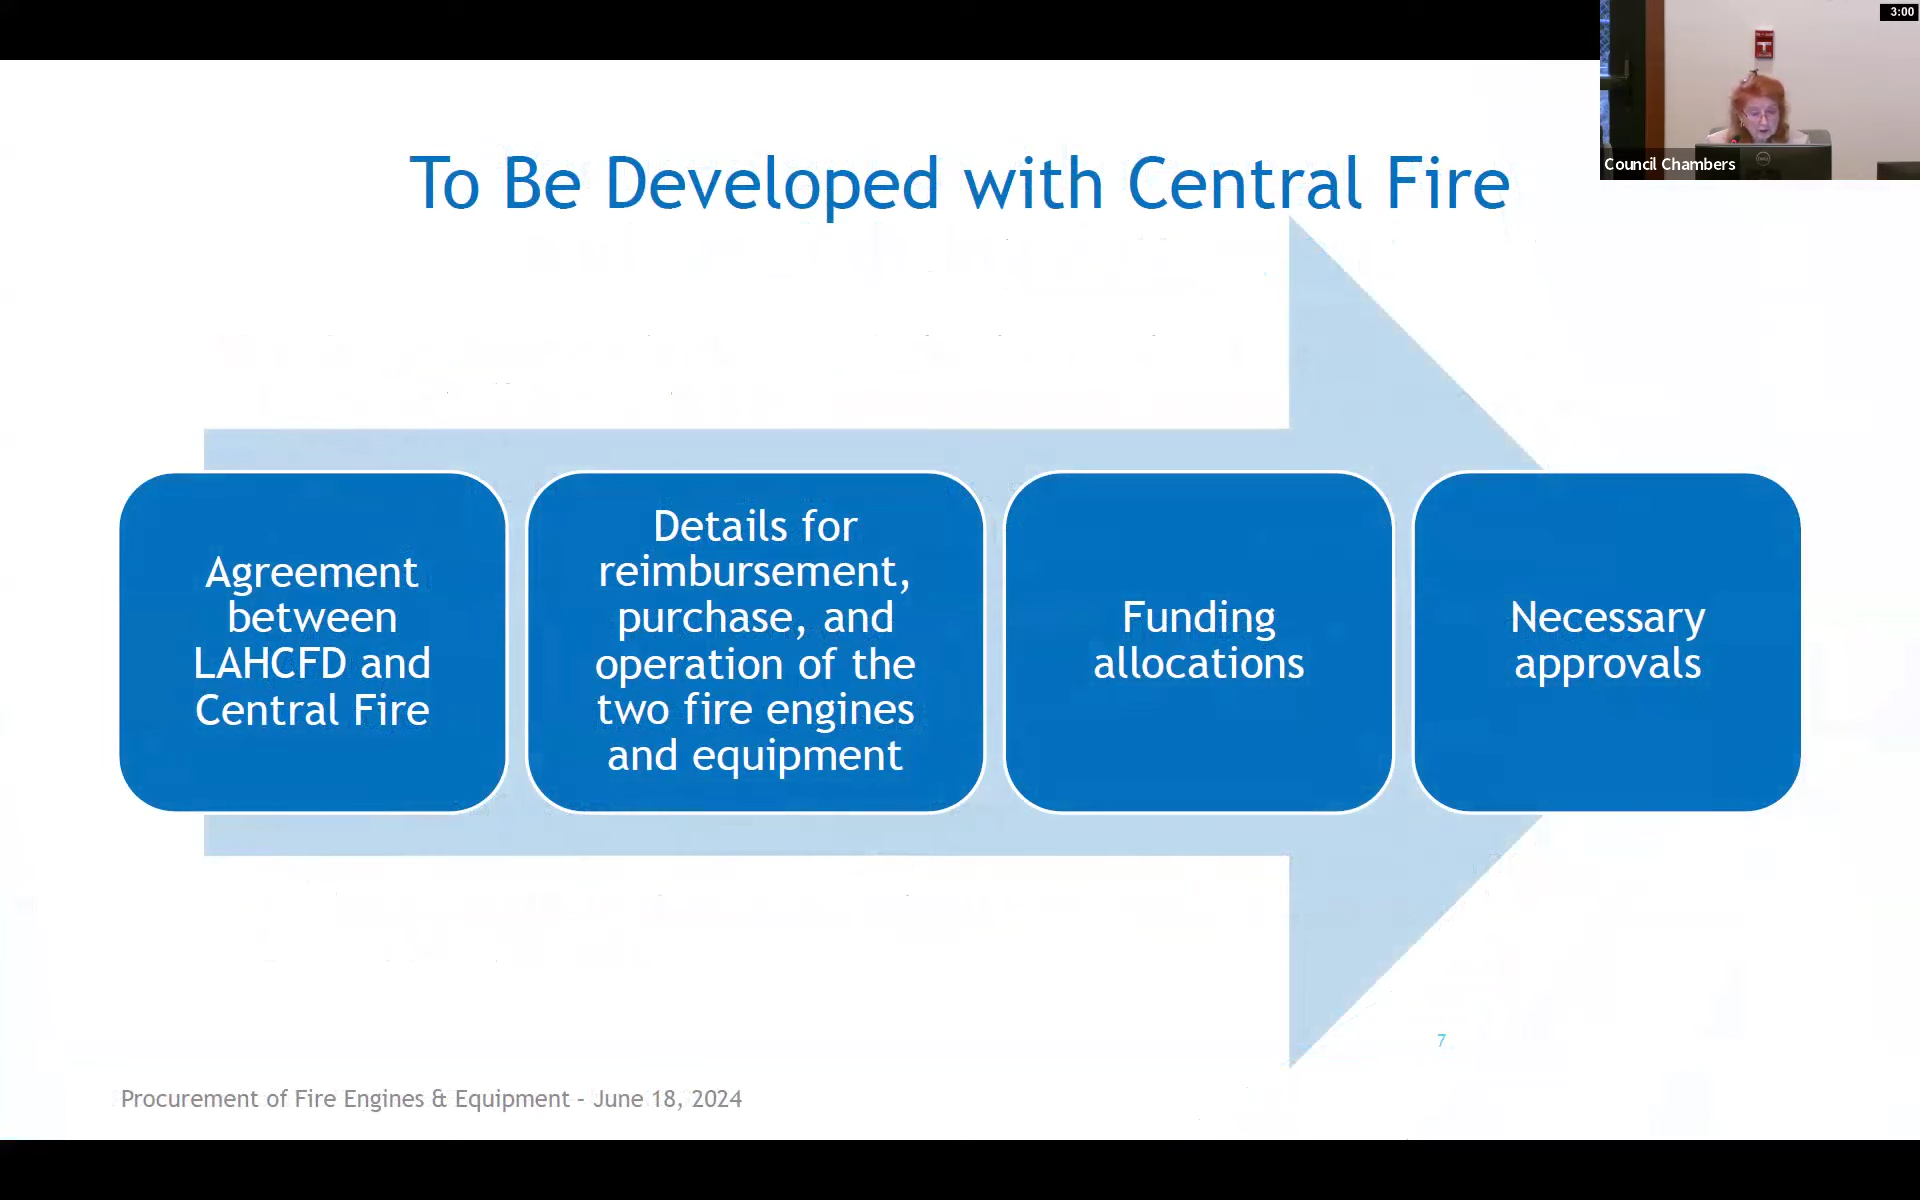 3:00
Council Chambers
To Be Developed with Central Fire
Agreement
between
LAHCFD and
Central Fire
Details for
reimbursement,
purchase, and
operation of the
two fire engines
and equipment
Funding
allocations
Necessary
approvals
7
Procurement of Fire Engines & Equipment - June 18, 2024